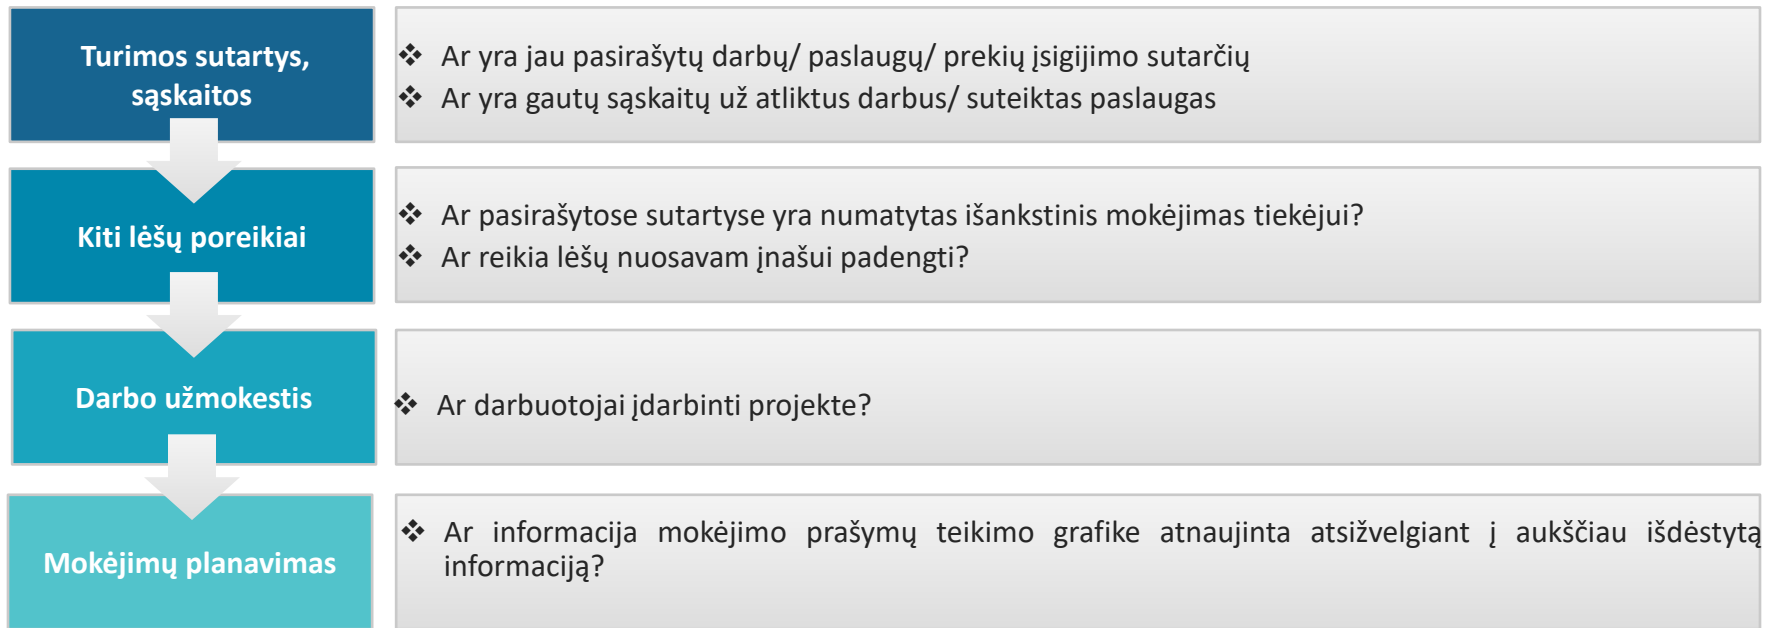 Turimos sutartys,
sąskaitos
❖ Ar yra jau pasirašytų darbų/ paslaugų/ prekių įsigijimo sutarčių
❖ Ar yra gautų sąskaitų už atliktus darbus/ suteiktas paslaugas
Kiti lėšų poreikiai
❖ Ar pasirašytose sutartyse yra numatytas išankstinis mokėjimas tiekėjui?
❖ Ar reikia lėšų nuosavam įnašui padengti?
Darbo užmokestis
❖ Ar darbuotojai įdarbinti projekte?
Mokėjimų planavimas
❖ Ar informacija mokėjimo prašymų teikimo grafike atnaujinta atsižvelgiant į aukščiau išdėstytą
informaciją?